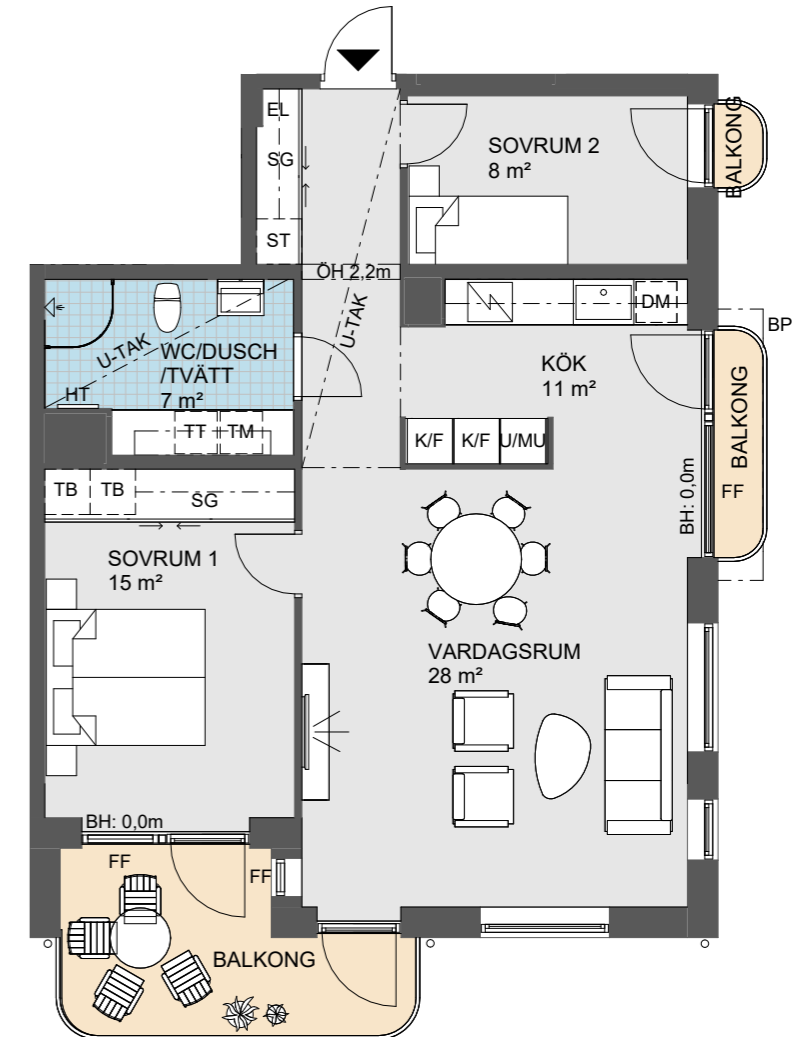 EL
SG
ST
SOVRUM 2
8 m²
BALKONG
ÖH 2,2m
U-TAK
DM
BP
U-TAK
WC/DUSCH
/TVÄTT
7 m²
HT
TT
TM
KÖK
11 m²
BALKONG
FF
K/F
K/F
U/MU
BH: 0,0m
TB
TB
SG
SOVRUM 1
15 m²
VARDAGSRUM
28 m²
BH: 0,0m
FF
FF
BALKONG